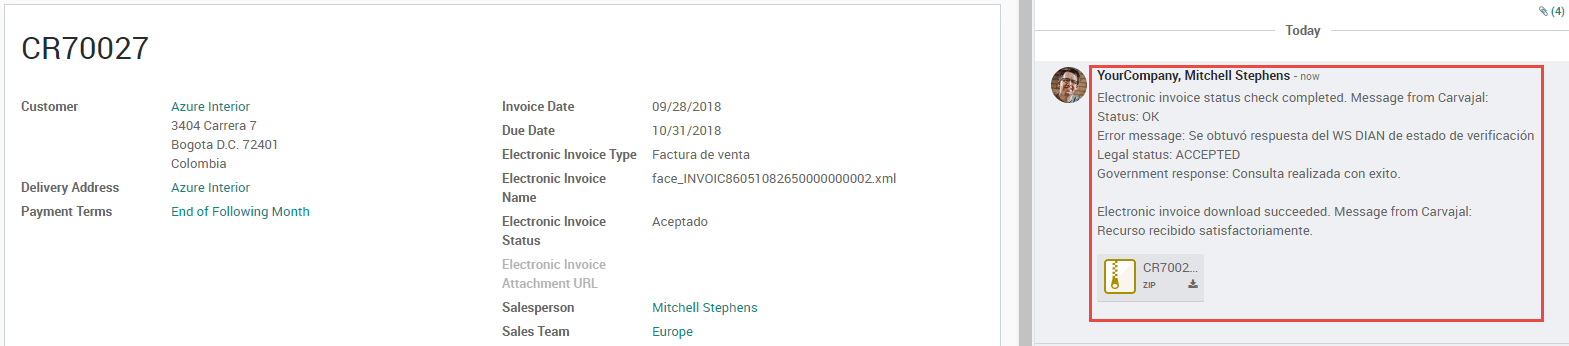 CR70027
Customer
Azure Interior
3404 Carrera 7
Bogota D.C. 72401
Colombia
Delivery Address
Azure Interior
Payment Terms
End of Following Month
Invoice Date
09/28/2018
Due Date
10/31/2018
Electronic Invoice Type
Factura de venta
Electronic Invoice
Name
face_INVOIC86051082650000000002.xml
Electronic Invoice
Status
Aceptado
Electronic Invoice
Attachment URL
Salesperson
Mitchell Stephens
Sales Team
Europe
(4)
Today
YourCompany, Mitchell Stephens - now
Electronic invoice status check completed. Message from Carvajal:
Status: OK
Error message: Se obtuvó respuesta del WS DIAN de estado de verificación
Legal status: ACCEPTED
Government response: Consulta realizada con exito.
Electronic invoice download succeeded. Message from Carvajal:
Recurso recibido satisfactoriamente.
CR7002...
ZIP